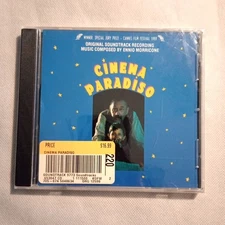 WINNER SPECIAL JURY PRIZE - CANNES FILM FESTIVAL 1989
ORIGINAL SOUNDTRACK RECORDING
MUSIC COMPOSED BY ENNIO MORRICONE
CINEMA
PARADISO
PRICE
$16.99
CINEMA PARADISO
220